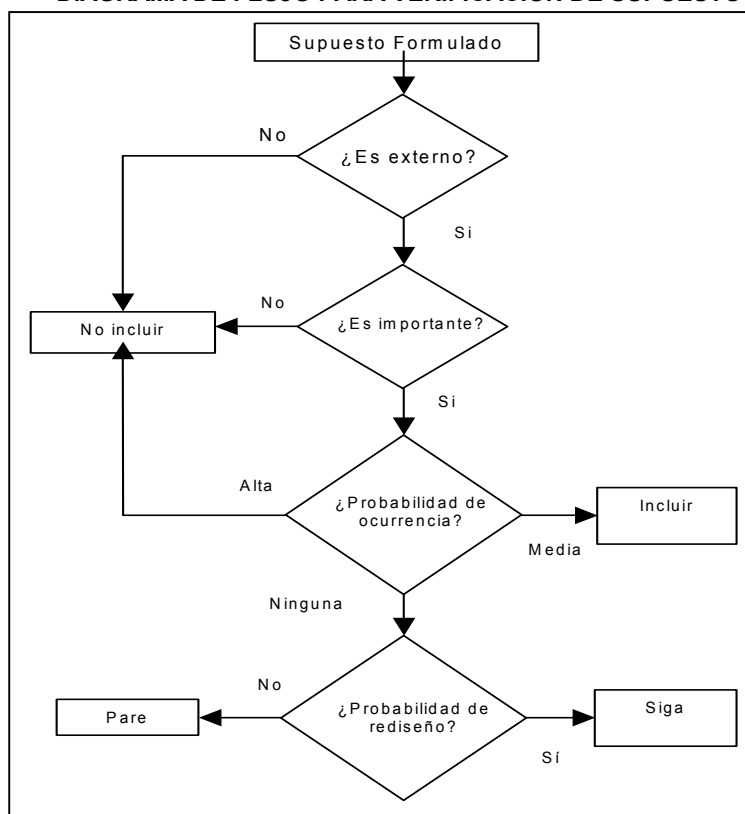 Supuesto Formulado
No
¿Es externo?
Si
No
¿Es importante?
No incluir
Si
Alta
¿Probabilidad de
ocurrencia?
Incluir
Media
Ninguna
No
¿Probabilidad de
rediseño?
Siga
Pare
Sí